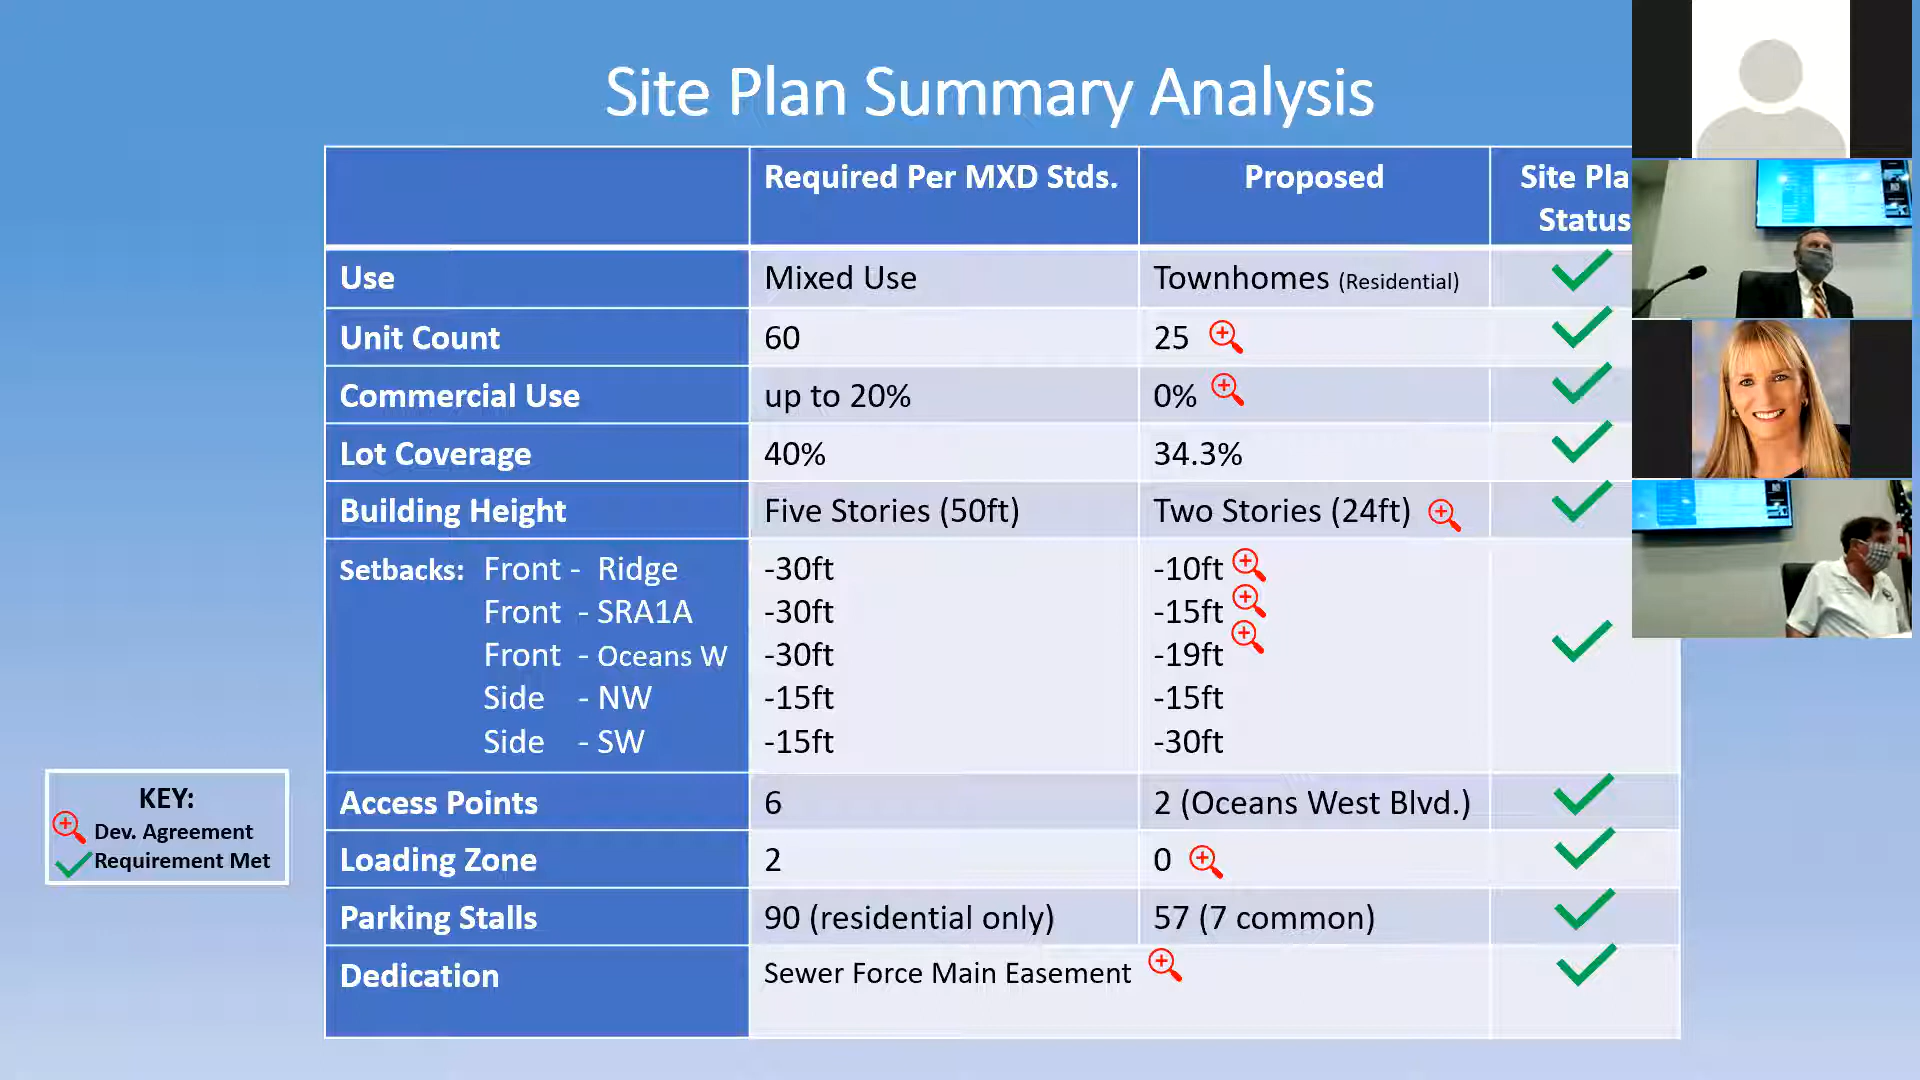 Site Plan Summary Analysis
Required Per MXD Stds. Proposed Site Pla
Status
Use Mixed Use Townhomes (Residential)
Unit Count 60 25
Commercial Use up to 20% 0%
Lot Coverage 40% 34.3%
Building Height Five Stories (50ft) Two Stories (24ft)
Setbacks: Front - Ridge -30ft -10ft
Front - SRA1A -30ft -15ft
Front - Oceans W -30ft -19ft
Side - NW -15ft -15ft
Side - SW -15ft -30ft
Access Points 6 2 (Oceans West Blvd.)
Loading Zone 2 0
Parking Stalls 90 (residential only) 57 (7 common)
Dedication Sewer Force Main Easement
KEY:
Dev. Agreement
Requirement Met